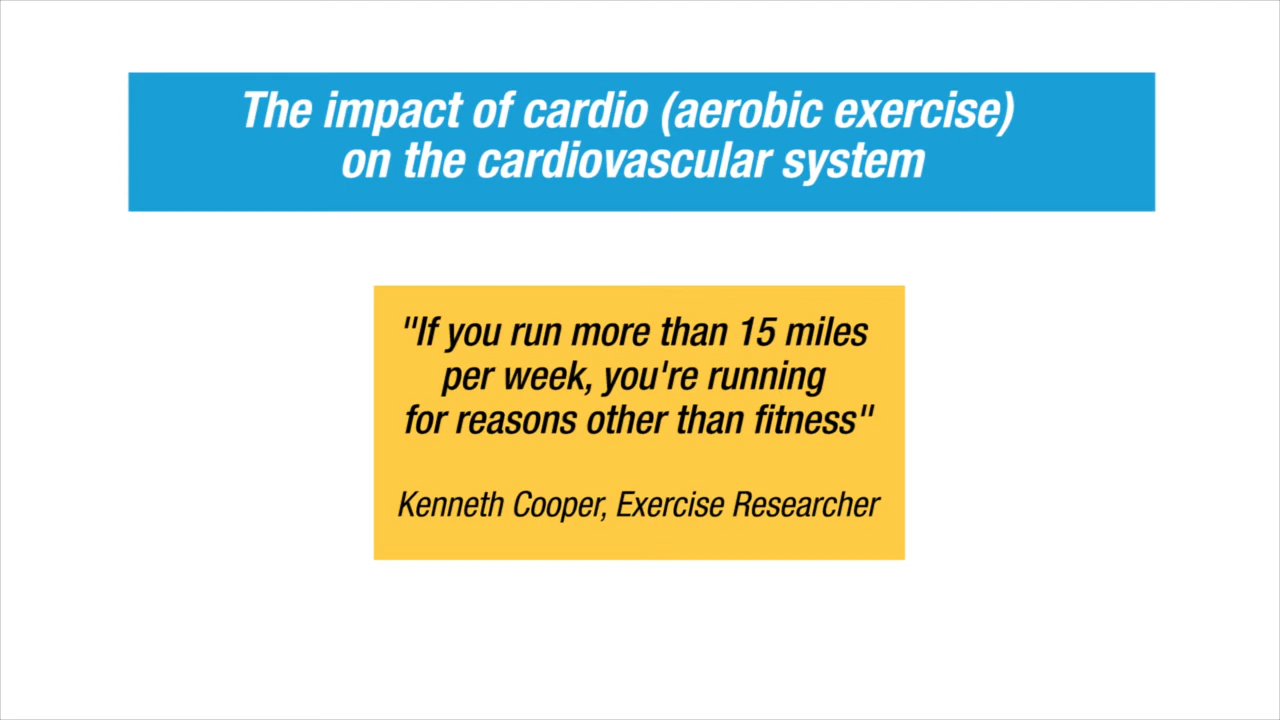 The impact of cardio (aerobic exercise)
on the cardiovascular system
"If you run more than 15 miles
per week, you're running
for reasons other than fitness"
Kenneth Cooper, Exercise Researcher